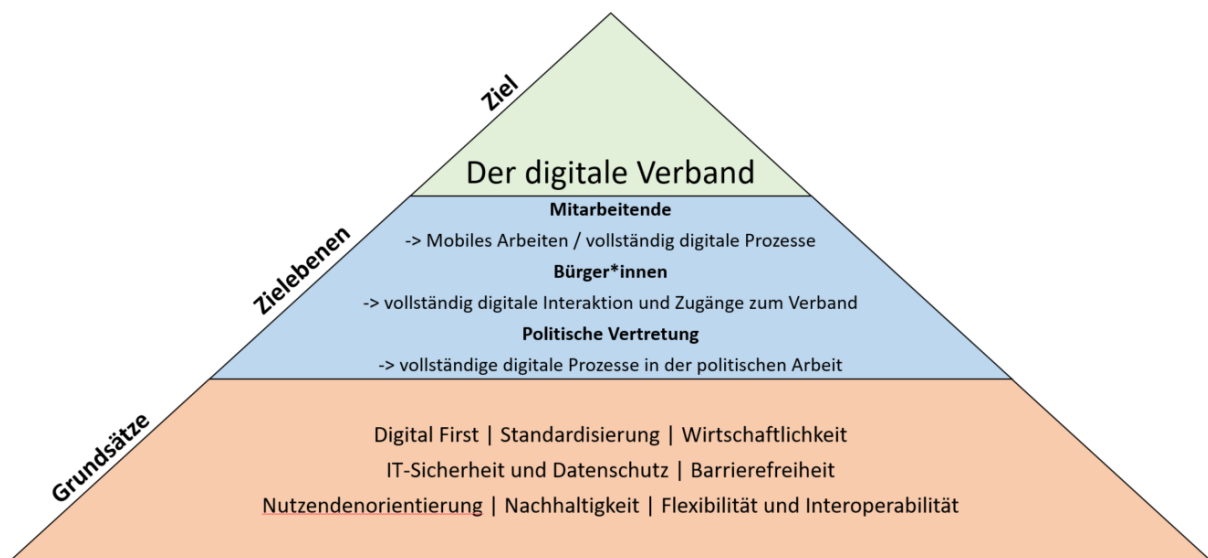 Ziel
Der digitale Verband
Zielebenen
Mitarbeitende
-> Mobiles Arbeiten / vollständig digitale Prozesse
Bürger*innen
-> vollständig digitale Interaktion und Zugänge zum Verband
Politische Vertretung
-> vollständige digitale Prozesse in der politischen Arbeit
Grundsätze
Digital First | Standardisierung | Wirtschaftlichkeit
IT-Sicherheit und Datenschutz | Barrierefreiheit
Nutzendenorientierung | Nachhaltigkeit | Flexibilität und Interoperabilität